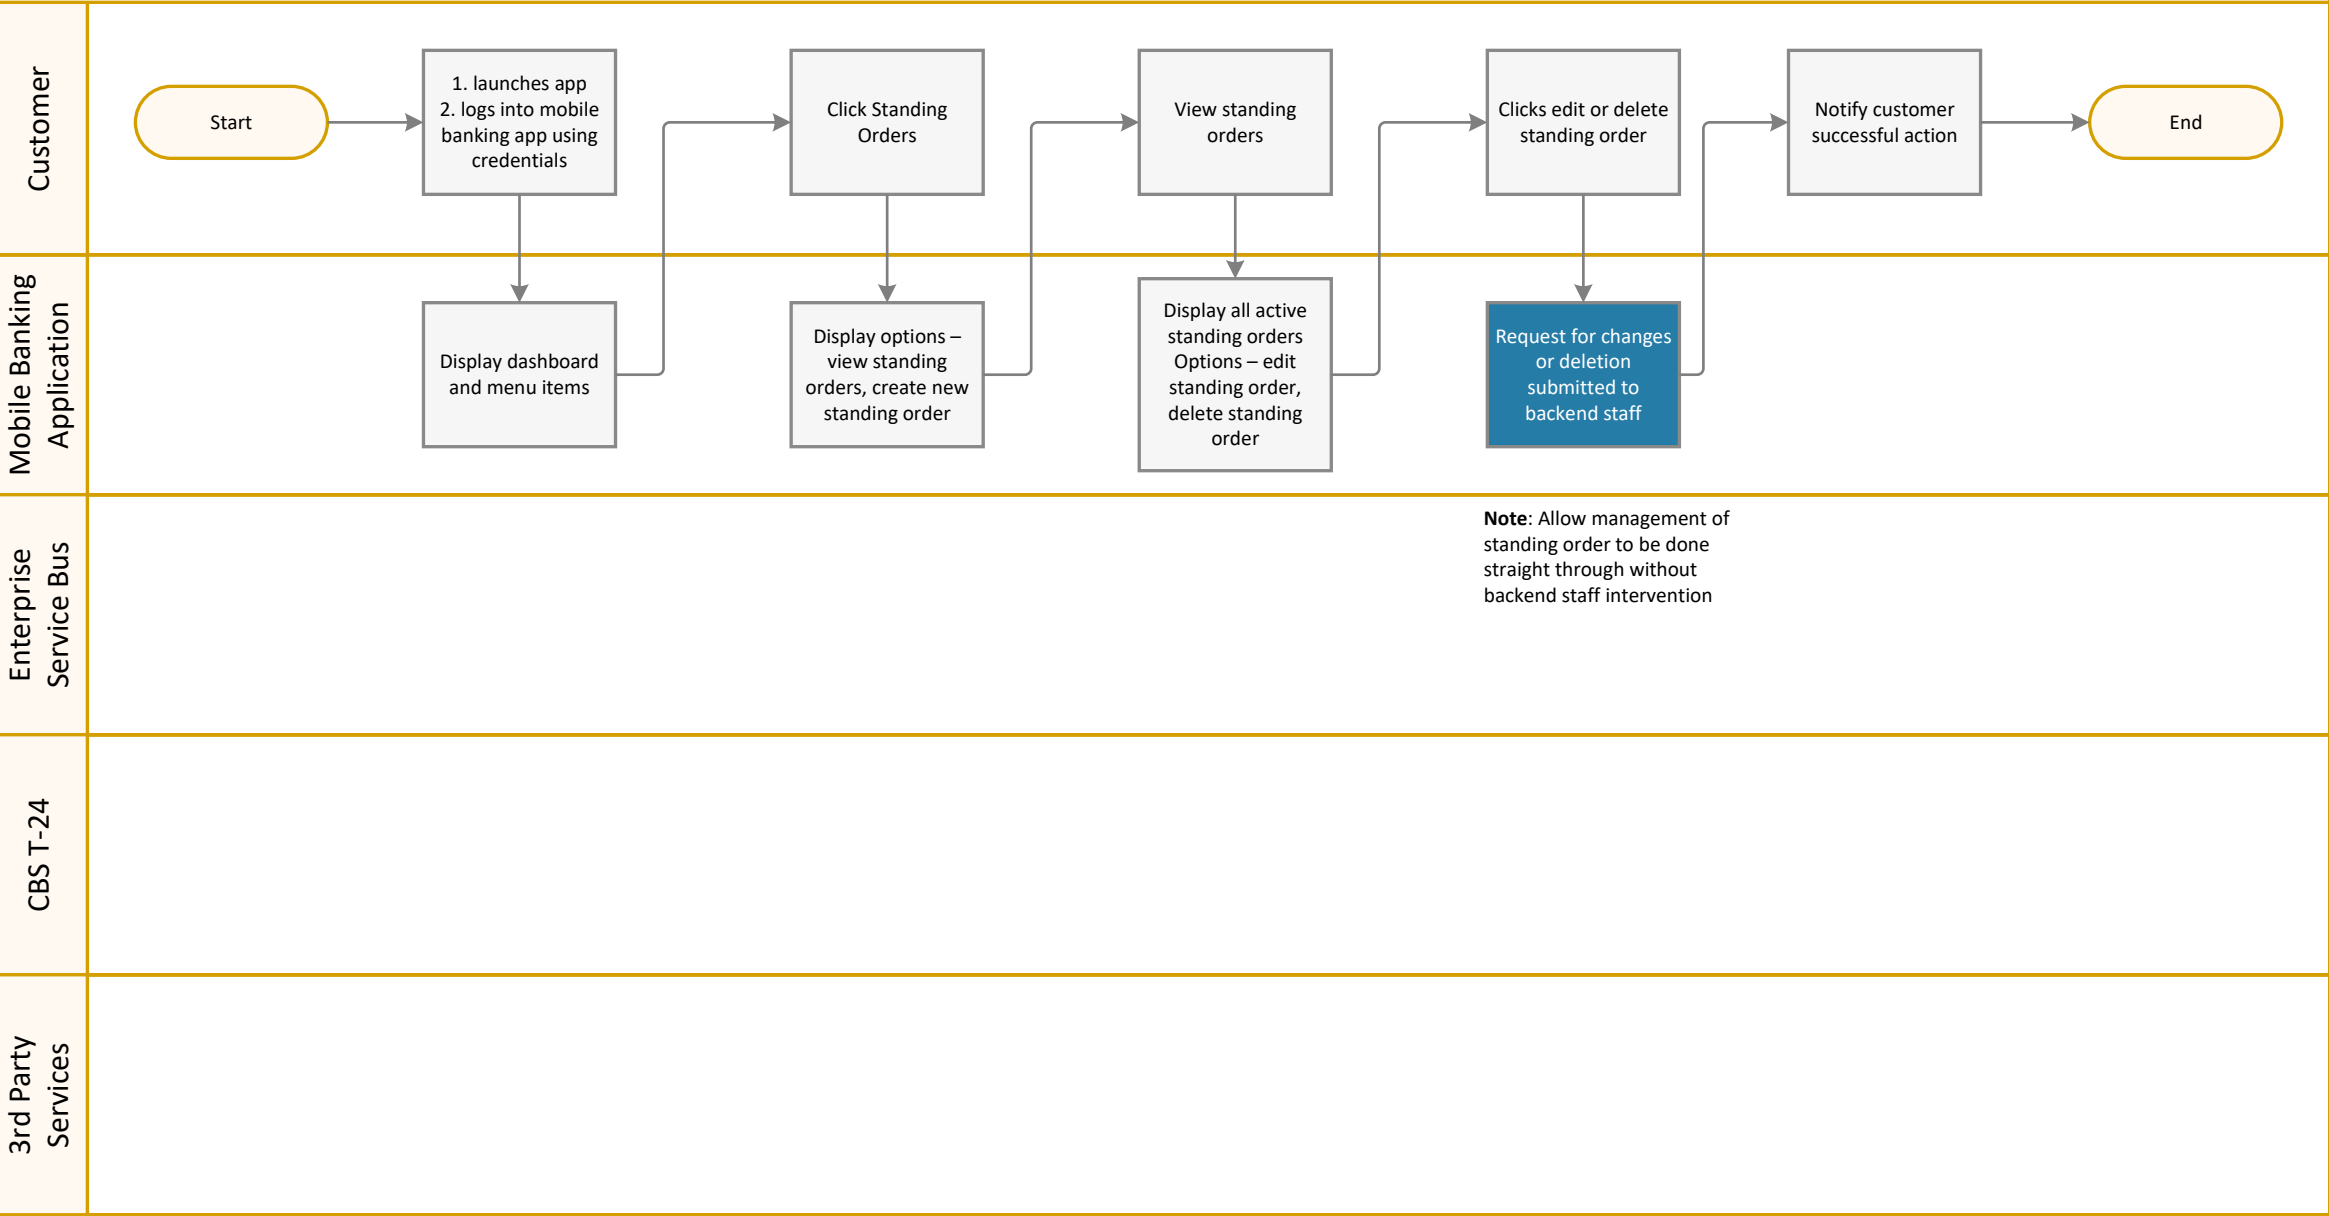 Customer
Start
1. launches app
2. logs into mobile
banking app using
credentials
Click Standing
Orders
View standing
orders
Clicks edit or delete
standing order
Notify customer
successful action
End
Mobile Banking
Application
Display dashboard
and menu items
Display options –
view standing
orders, create new
standing order
Display all active
standing orders
Options – edit
standing order,
delete standing
order
Request for changes
or deletion
submitted to
backend staff
Enterprise
Service Bus
Note: Allow management of
standing order to be done
straight through without
backend staff intervention
CBS T-24
3rd Party
Services